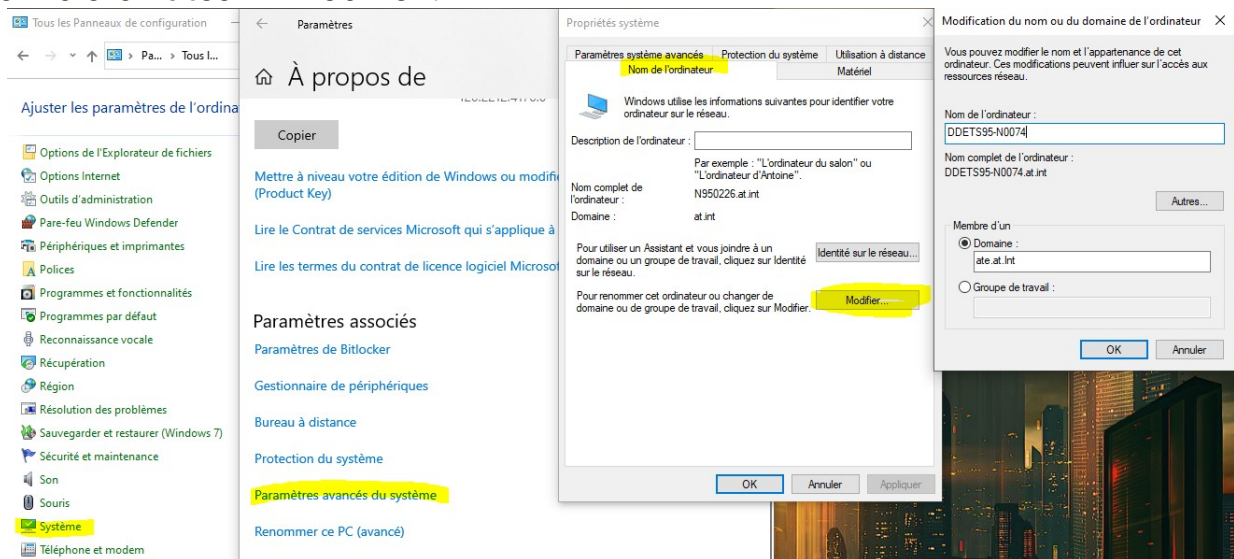 Tous les Panneaux de configuration
Pa... > Tous l...
Ajuster les paramètres de l'ordina
Options de l'Explorateur de fichiers
Options Internet
Outils d'administration
Pare-feu Windows Defender
Périphériques et imprimantes
Polices
Programmes et fonctionnalités
Programmes par défaut
Reconnaissance vocale
Récupération
Région
Résolution des problèmes
Sauvegarder et restaurer (Windows 7)
Sécurité et maintenance
Son
Souris
Système
Téléphone et modem
Paramètres
À propos de
Copier
Mettre à niveau votre édition de Windows ou modifie
(Product Key)
Lire le Contrat de services Microsoft qui s'applique à
Lire les termes du contrat de licence logiciel Microsof
Paramètres associés
Paramètres de Bitlocker
Gestionnaire de périphériques
Bureau à distance
Protection du système
Paramètres avancés du système
Renommer ce PC (avancé)
Propriétés système
Paramètres système avancés Protection du système Utilisation à distance
Nom de l'ordinateur Matériel
Windows utilise les informations suivantes pour identifier votre
ordinateur sur le réseau.
Description de l'ordinateur :
Par exemple : "L'ordinateur du salon" ou
"L'ordinateur d'Antoine".
Nom complet de
l'ordinateur :
N950226.at.int
Domaine : at.int
Pour utiliser un Assistant et vous joindre à un
domaine ou un groupe de travail, cliquez sur Identité
sur le réseau.
Identité sur le réseau...
Pour renommer cet ordinateur ou changer de
domaine ou de groupe de travail, cliquez sur Modifier.
Modifier...
OK Annuler Appliquer
Modification du nom ou du domaine de l'ordinateur
Vous pouvez modifier le nom et l'appartenance de cet
ordinateur. Ces modifications peuvent influer sur l'accès aux
ressources réseau.
Nom de l'ordinateur :
DDETS95-N0074
Nom complet de l'ordinateur :
DDETS95-N0074.at.int
Autres...
Membre d'un
Domaine :
ate.at.Int
Groupe de travail :
OK Annuler